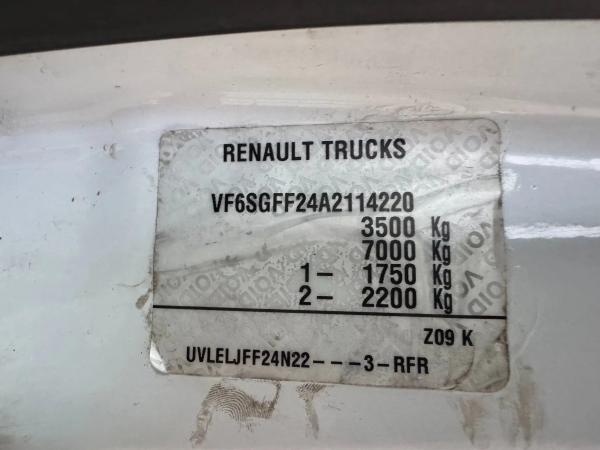 RENAULT TRUCKS
VF6SGFF24A2114220
3500 Kg
7000 Kg
1- 1750 Kg
2- 2200 Kg
Z09 K
UVLELJFF24N22---3-RFR